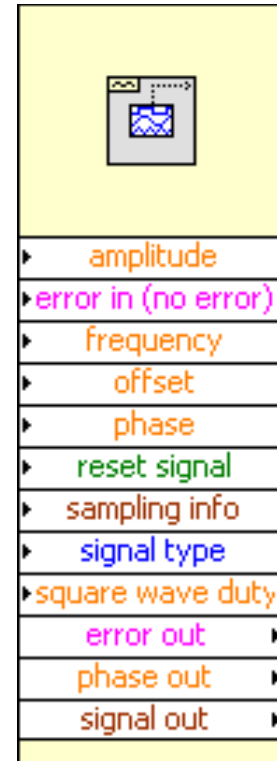 amplitude
error in (no error)
frequency
offset
phase
reset signal
sampling info
signal type
square wave duty
error out
phase out
signal out